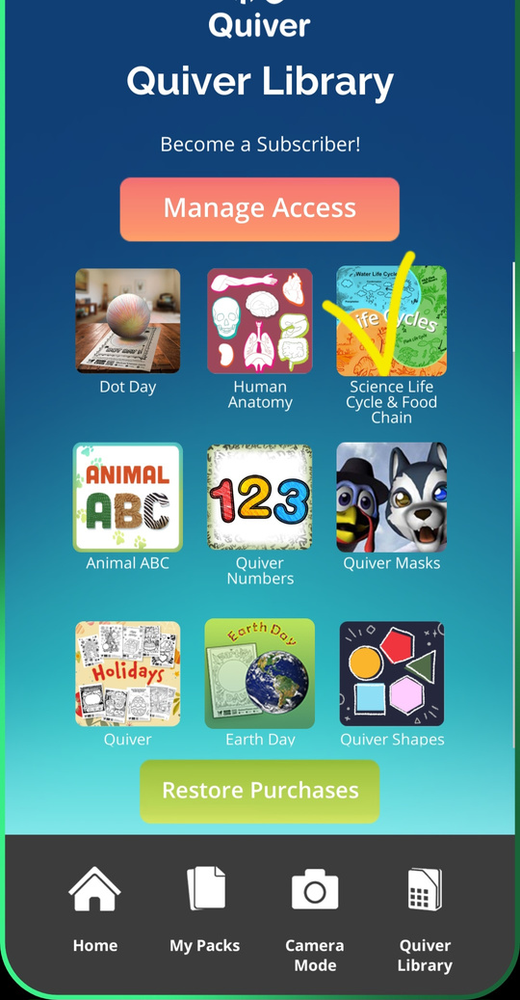 Quiver
Quiver Library
Become a Subscriber!
Manage Access
Water Life Cycle
Life Cycles
Dot Day
Human
Anatomy
Science Life
Cycle & Food
Chain
ANIMAL
ABC
123
Animal ABC
Quiver
Numbers
Quiver Masks
Holidays
Earth Day
Quiver
Earth Day
Quiver Shapes
Restore Purchases
Home
My Packs
Camera
Mode
Quiver
Library